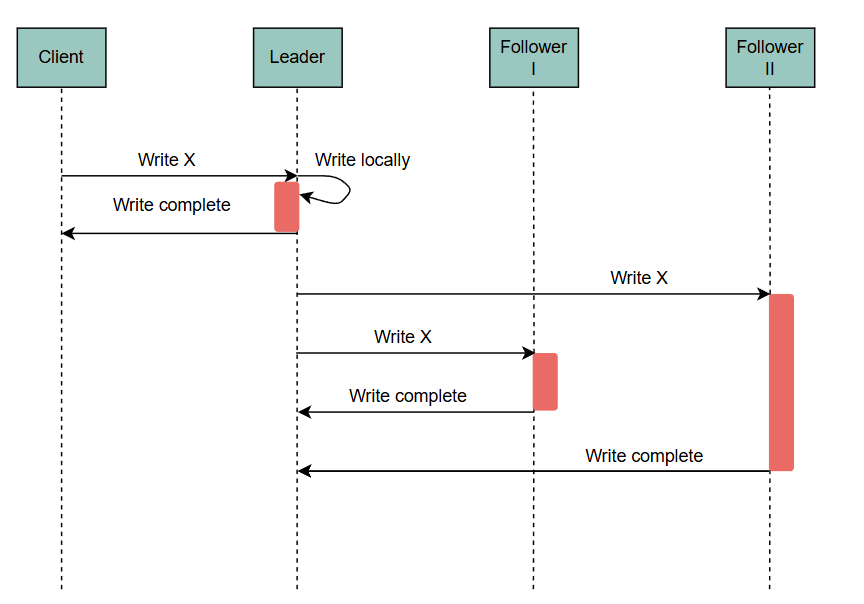 Client
Leader
Follower
I
Follower
II
Write X
Write locally
Write complete
Write X
Write X
Write complete
Write complete